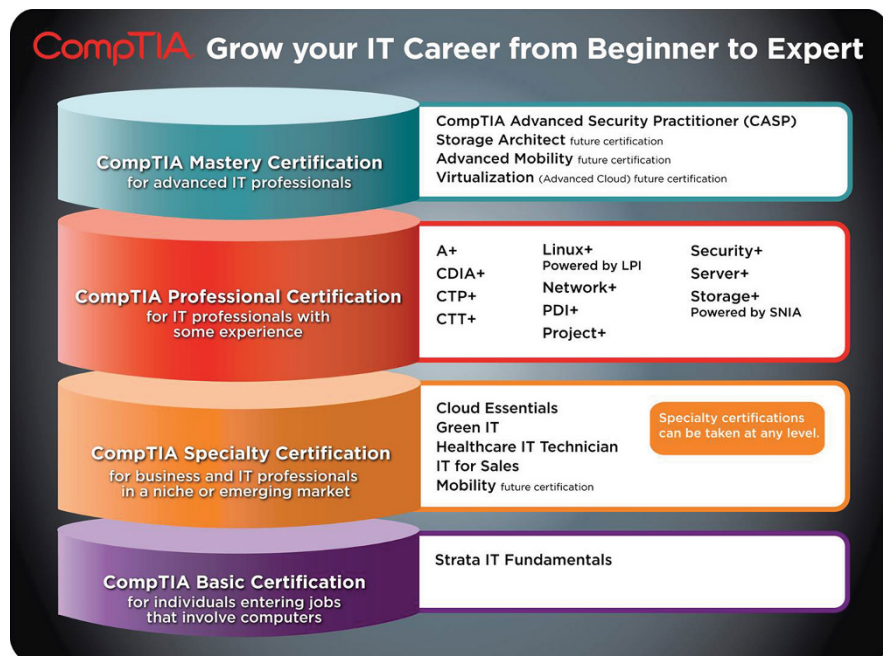 CompTIA Grow your IT Career from Beginner to Expert
CompTIA Mastery Certification
for advanced IT professionals
CompTIA Advanced Security Practitioner (CASP)
Storage Architect future certification
Advanced Mobility future certification
Virtualization (Advanced Cloud) future certification
CompTIA Professional Certification
for IT professionals with
some experience
A+
CDIA+
CTP+
CTT+
Linux+
Powered by LPI
Network+
PDI+
Project+
Security+
Server+
Storage+
Powered by SNIA
CompTIA Specialty Certification
for business and IT professionals
in a niche or emerging market
Cloud Essentials
Green IT
Healthcare IT Technician
IT for Sales
Mobility future certification
Specialty certifications
can be taken at any level.
CompTIA Basic Certification
for individuals entering jobs
that involve computers
Strata IT Fundamentals